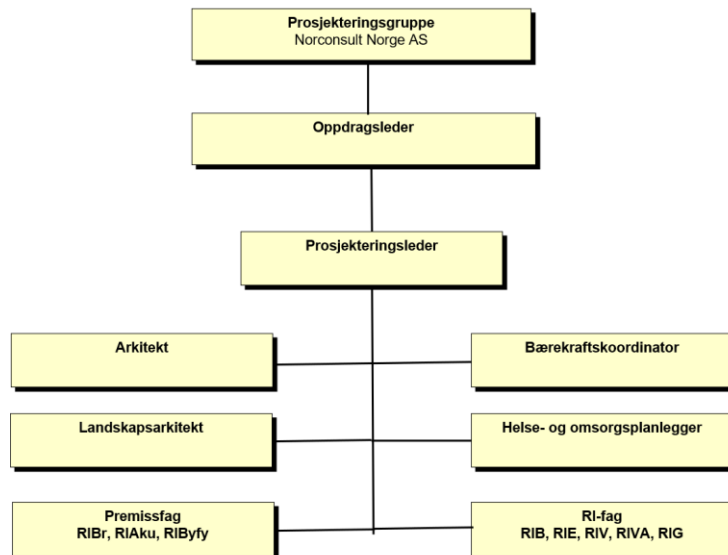 Prosjekteringsgruppe
Norconsult Norge AS
Oppdragsleder
Prosjekteringsleder
Arkitekt
Bærekraftskoordinator
Landskapsarkitekt
Helse- og omsorgsplanlegger
Premissfag
RIBr, RIAku, RIByfy
RI-fag
RIB, RIE, RIV, RIVA, RIG